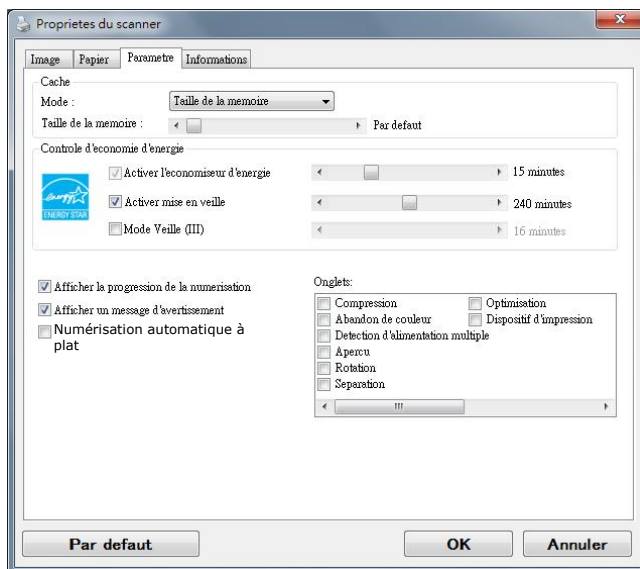 Proprietes du scanner
Image Papier Parametre Informations
Cache
Mode : Taille de la memoire
Taille de la memoire : Par defaut
Controle d'economie d'energie
Activer l'economiseur d'energie 15 minutes
energy
ENERGY STAR
Activer mise en veille 240 minutes
Mode Veille (III) 16 minutes
Afficher la progression de la numerisation
Afficher un message d'avertissement
Numérisation automatique à
plat
Onglets:
Compression Optimisation
Abandon de couleur Dispositif d'impression
Detection d'alimentation multiple
Apercu
Rotation
Separation
Par defaut OK Annuler